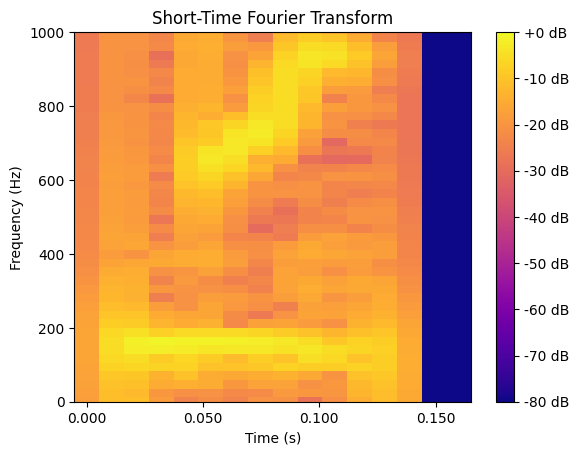 Short-Time Fourier Transform
1000
800
600
400
200
0
Frequency (Hz)
0.000
0.050
0.100
0.150
Time (s)
+0 dB
-10 dB
-20 dB
-30 dB
-40 dB
-50 dB
-60 dB
-70 dB
-80 dB